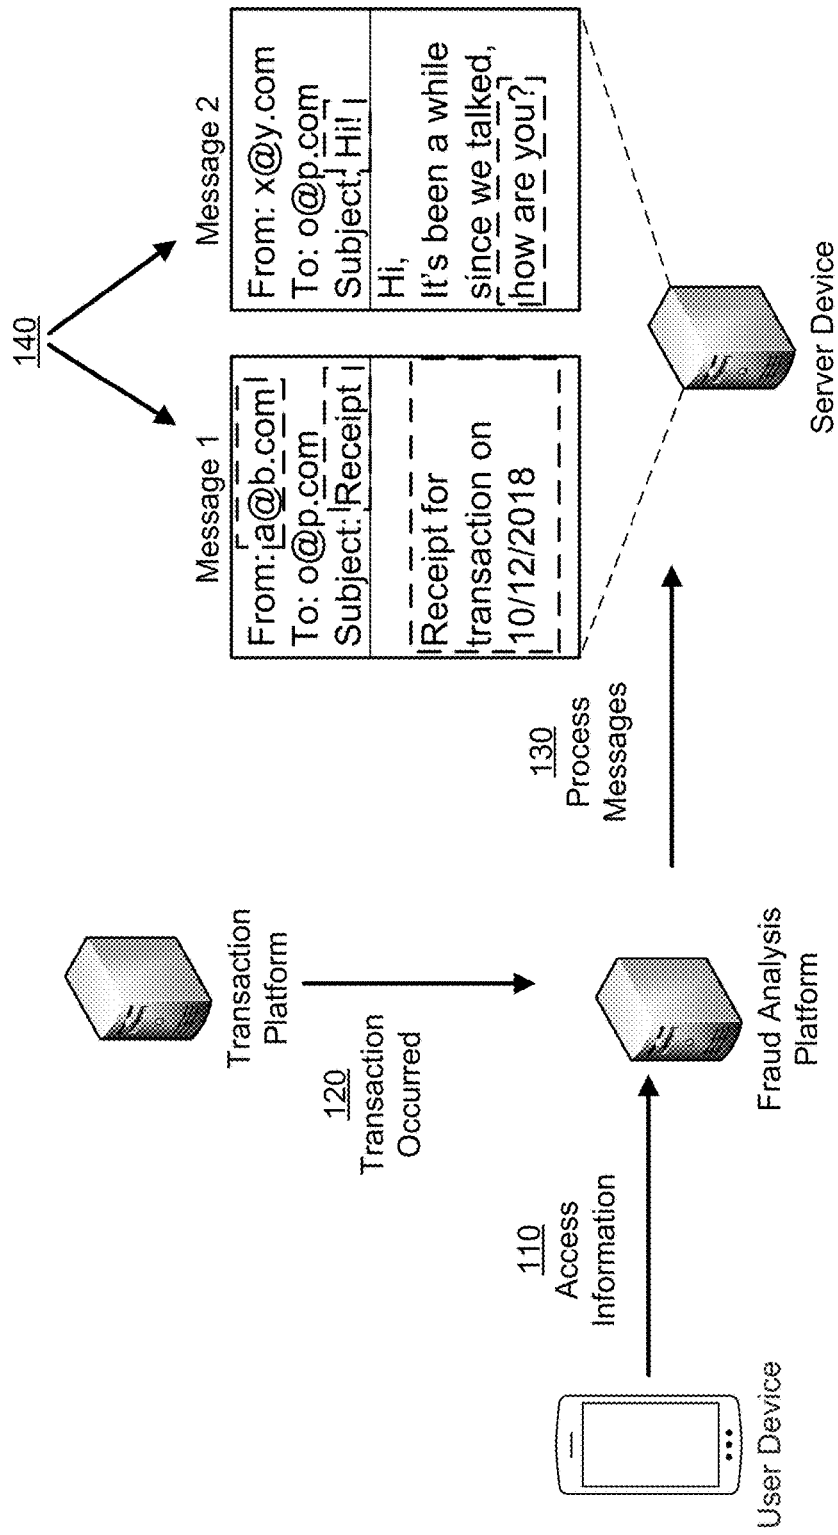 140
Message 1
From: a@b.com
To: o@p.com
Subject: Receipt
Receipt for
transaction on
10/12/2018
Message 2
From: x@y.com
To: o@p.com
Subject: Hi!
Hi,
It's been a while
since we talked,
how are you?
Transaction
Platform
120
Transaction
Occurred
130
Process
Messages
110
Access
Information
User Device
Fraud Analysis
Platform
Server Device